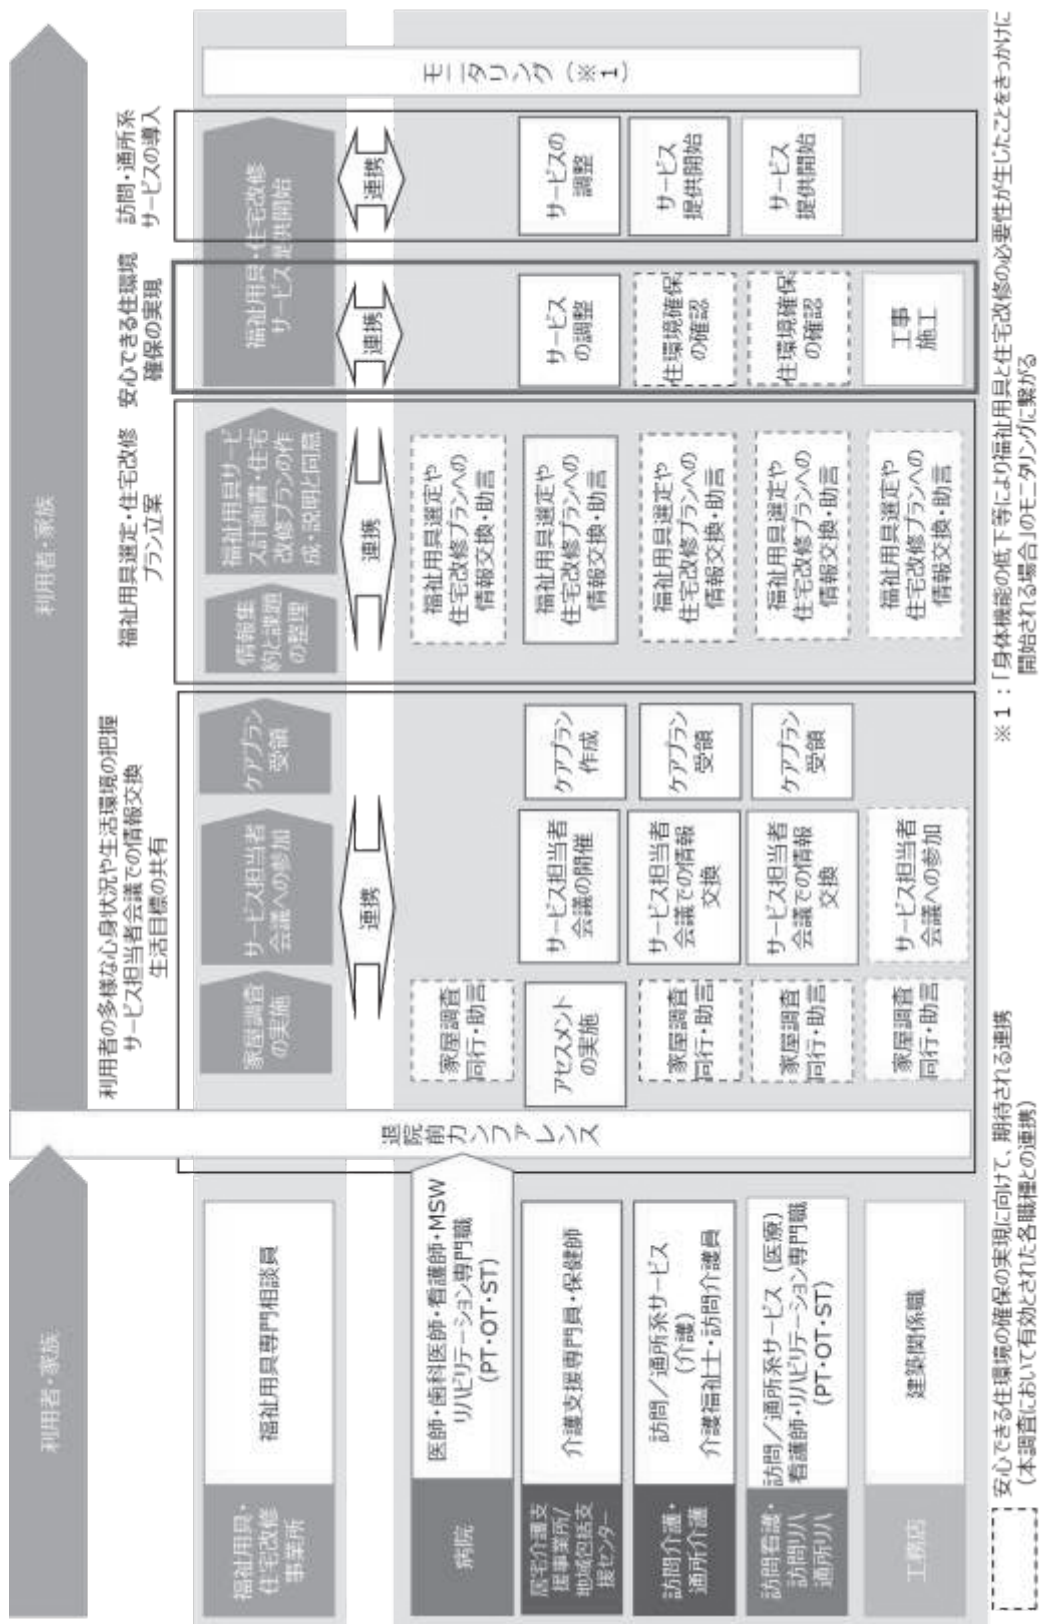 利用者・家族
利用者・家族
福祉用具・
住宅改修
事業所
福祉用具専門相談員
病院
医師・歯科医師・看護師・MSW
リハビリテーション専門職
(PT・OT・ST)
居宅介護支
援事業所/
地域包括支
援センター
介護支援専門員・保健師
訪問介護・
通所介護
訪問／通所系サービス
(介護)
介護福祉士・訪問介護員
訪問看護・
訪問リハ
通所リハ
訪問／通所系サービス (医療)
看護師・リハビリテーション専門職
(PT・OT・ST)
工務店
建築関係職
退院前カンファレンス
利用者の多様な心身状況や生活環境の把握
サービス担当者会議での情報交換
生活目標の共有
家屋調査
の実施
サービス担当者
会議への参加
ケアプラン
受領
連携
家屋調査
同行・助言
アセスメント
の実施
サービス担当者
会議の開催
ケアプラン
作成
家屋調査
同行・助言
サービス担当者
会議での情報
交換
ケアプラン
受領
家屋調査
同行・助言
サービス担当者
会議での情報
交換
ケアプラン
受領
家屋調査
同行・助言
サービス担当者
会議への参加
福祉用具選定・住宅改修
プラン立案
情報集
約と課題
の整理
福祉用具サービ
ス計画書・住宅
改修プランの作
成・説明と同意
連携
福祉用具選定や
住宅改修プランへの
情報交換・助言
福祉用具選定や
住宅改修プランへの
情報交換・助言
福祉用具選定や
住宅改修プランへの
情報交換・助言
福祉用具選定や
住宅改修プランへの
情報交換・助言
福祉用具選定や
住宅改修プランへの
情報交換・助言
安心できる住環境
確保の実現
訪問・通所系
サービスの導入
福祉用具・住宅改修
サービス提供開始
連携
連携
サービス
の調整
住環境確保
の確認
住環境確保
の確認
工事
施工
サービスの
調整
サービス
提供開始
サービス
提供開始
モニタリング (※1)
安心できる住環境の確保の実現に向けて、期待される連携
(本調査において有効とされた各職種との連携)
※1：「身体機能の低下等により福祉用具と住宅改修の必要性が生じたことをきっかけに
開始される場合」のモニタリングに繋がる